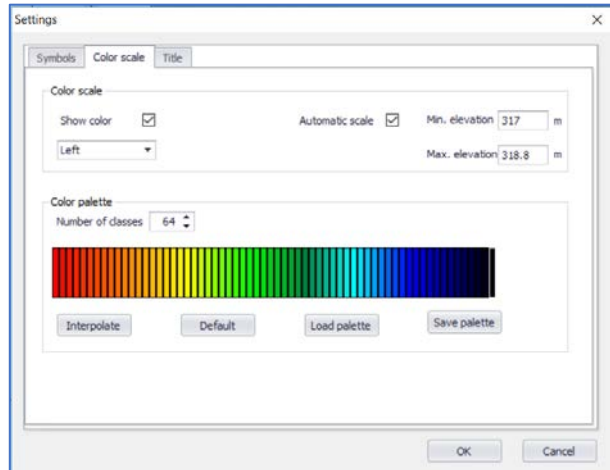 Settings
Symbols Color scale Title
Color scale
Show color Automatic scale Min. elevation 317 m
Left Max. elevation 318.8 m
Color palette
Number of classes 64
Interpolate Default Load palette Save palette
OK Cancel